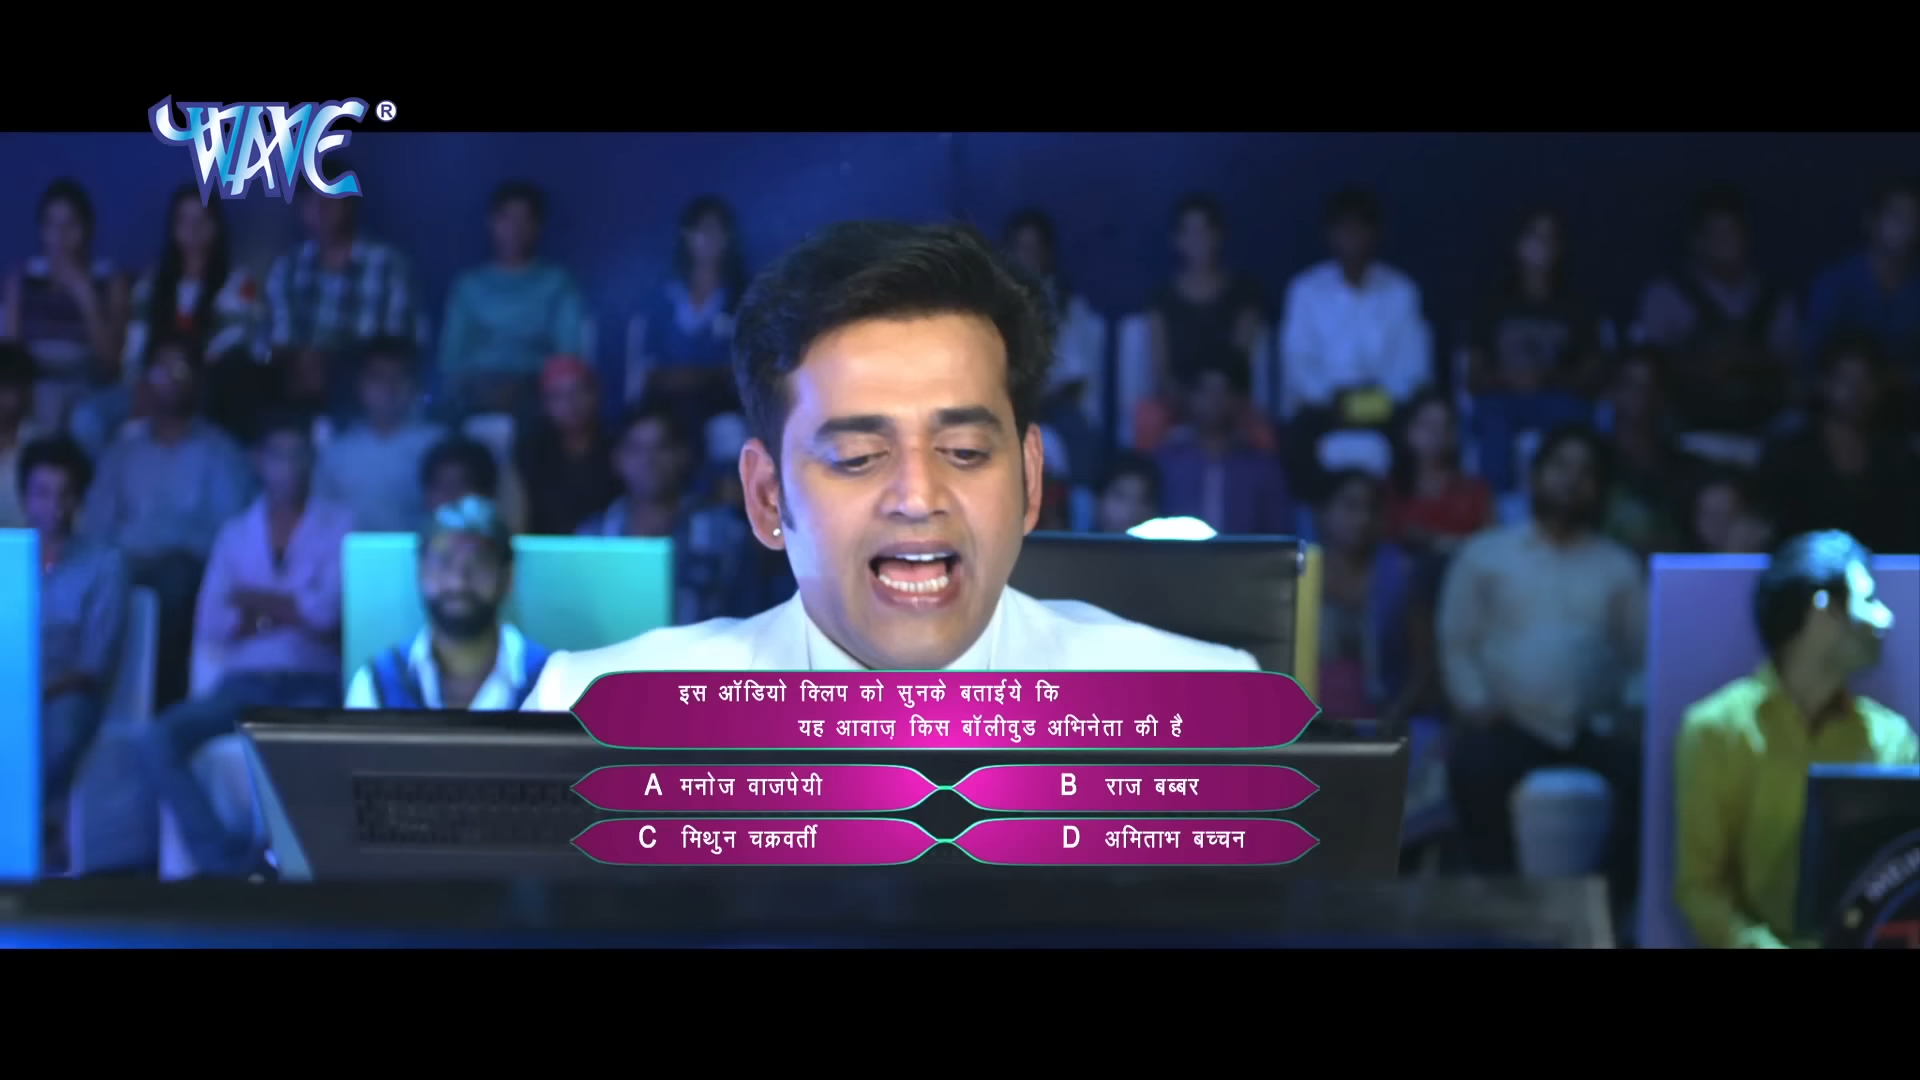 WAVE ®
इस ऑडियो क्लिप को सुनके बताईये कि
यह आवाज़ किस बॉलीवुड अभिनेता की है
A मनोज वाजपेयी
B राज बब्बर
C मिथुन चक्रवर्ती
D अमिताभ बच्चन